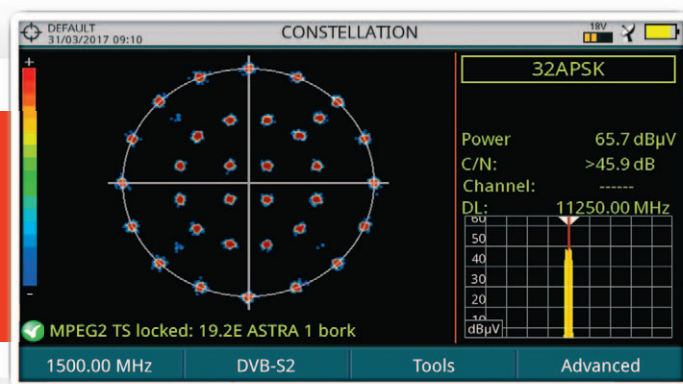 DEFAULT
31/03/2017 09:10
CONSTELLATION
18V
+
32APSK
Power 65.7 dBµV
C/N: >45.9 dB
Channel: ------
DL: 11250.00 MHz
60
50
40
30
20
10
dBµV
-
MPEG2 TS locked: 19.2E ASTRA 1 bork
1500.00 MHz DVB-S2 Tools Advanced